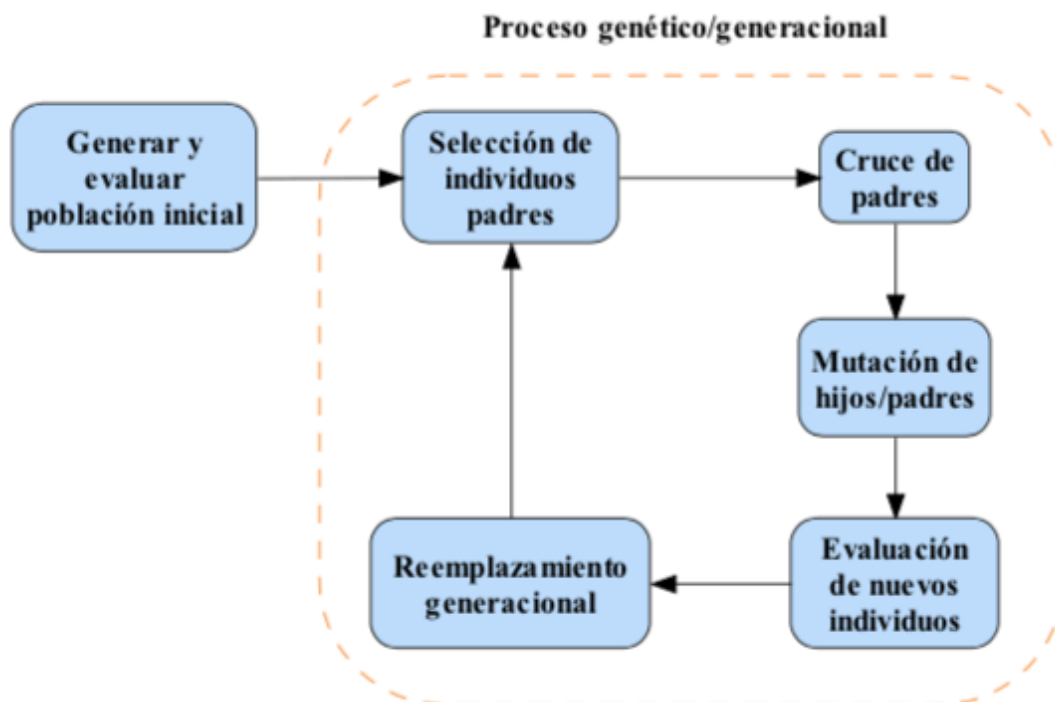 Proceso genético/generacional
Generar y
evaluar
población inicial
Selección de
individuos
padres
Cruce de
padres
Mutación de
hijos/padres
Evaluación
de nuevos
individuos
Reemplazamiento
generacional